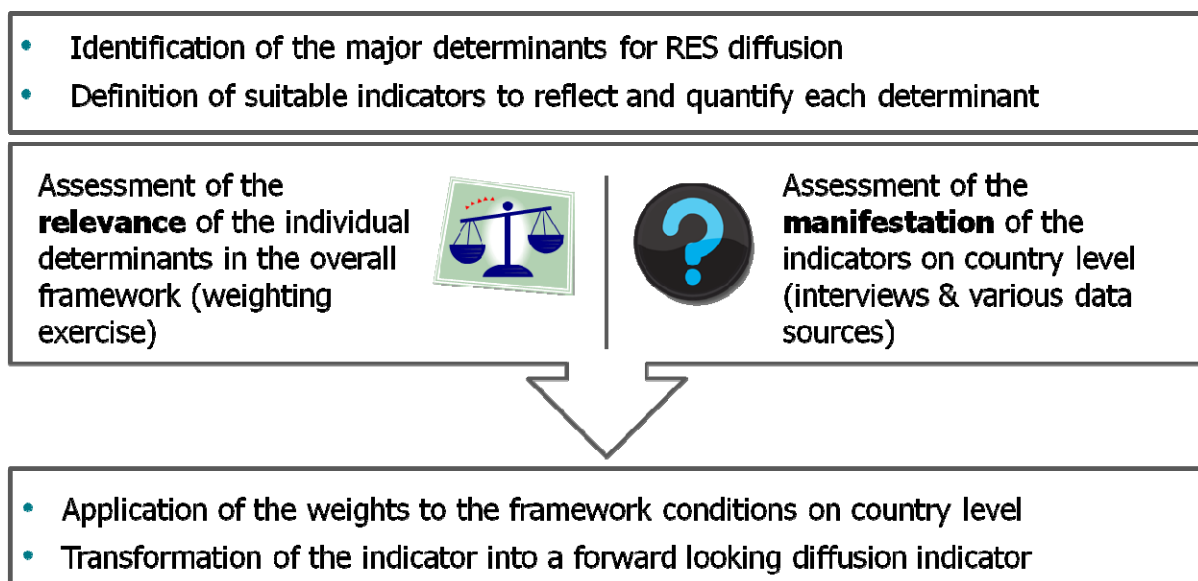 • Identification of the major determinants for RES diffusion
• Definition of suitable indicators to reflect and quantify each determinant
Assessment of the
relevance of the individual
determinants in the overall
framework (weighting
exercise)
Assessment of the
manifestation of the
indicators on country level
(interviews & various data
sources)
• Application of the weights to the framework conditions on country level
• Transformation of the indicator into a forward looking diffusion indicator